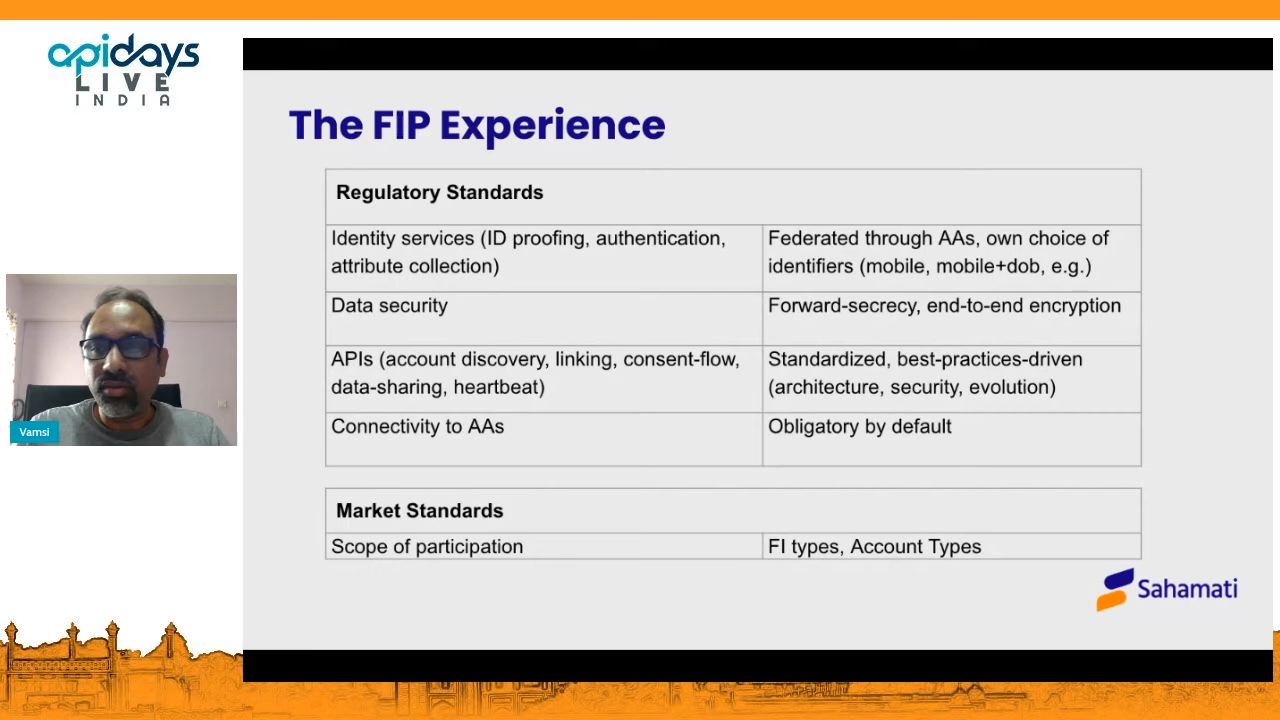 apidays
LIVE
INDIA
The FIP Experience
Regulatory Standards
Identity services (ID proofing, authentication,
attribute collection)
Federated through AAs, own choice of
identifiers (mobile, mobile+dob, e.g.)
Data security
Forward-secrecy, end-to-end encryption
APIs (account discovery, linking, consent-flow,
data-sharing, heartbeat)
Standardized, best-practices-driven
(architecture, security, evolution)
Connectivity to AAs
Obligatory by default
Market Standards
Scope of participation
FI types, Account Types
Sahamati
Vamsi